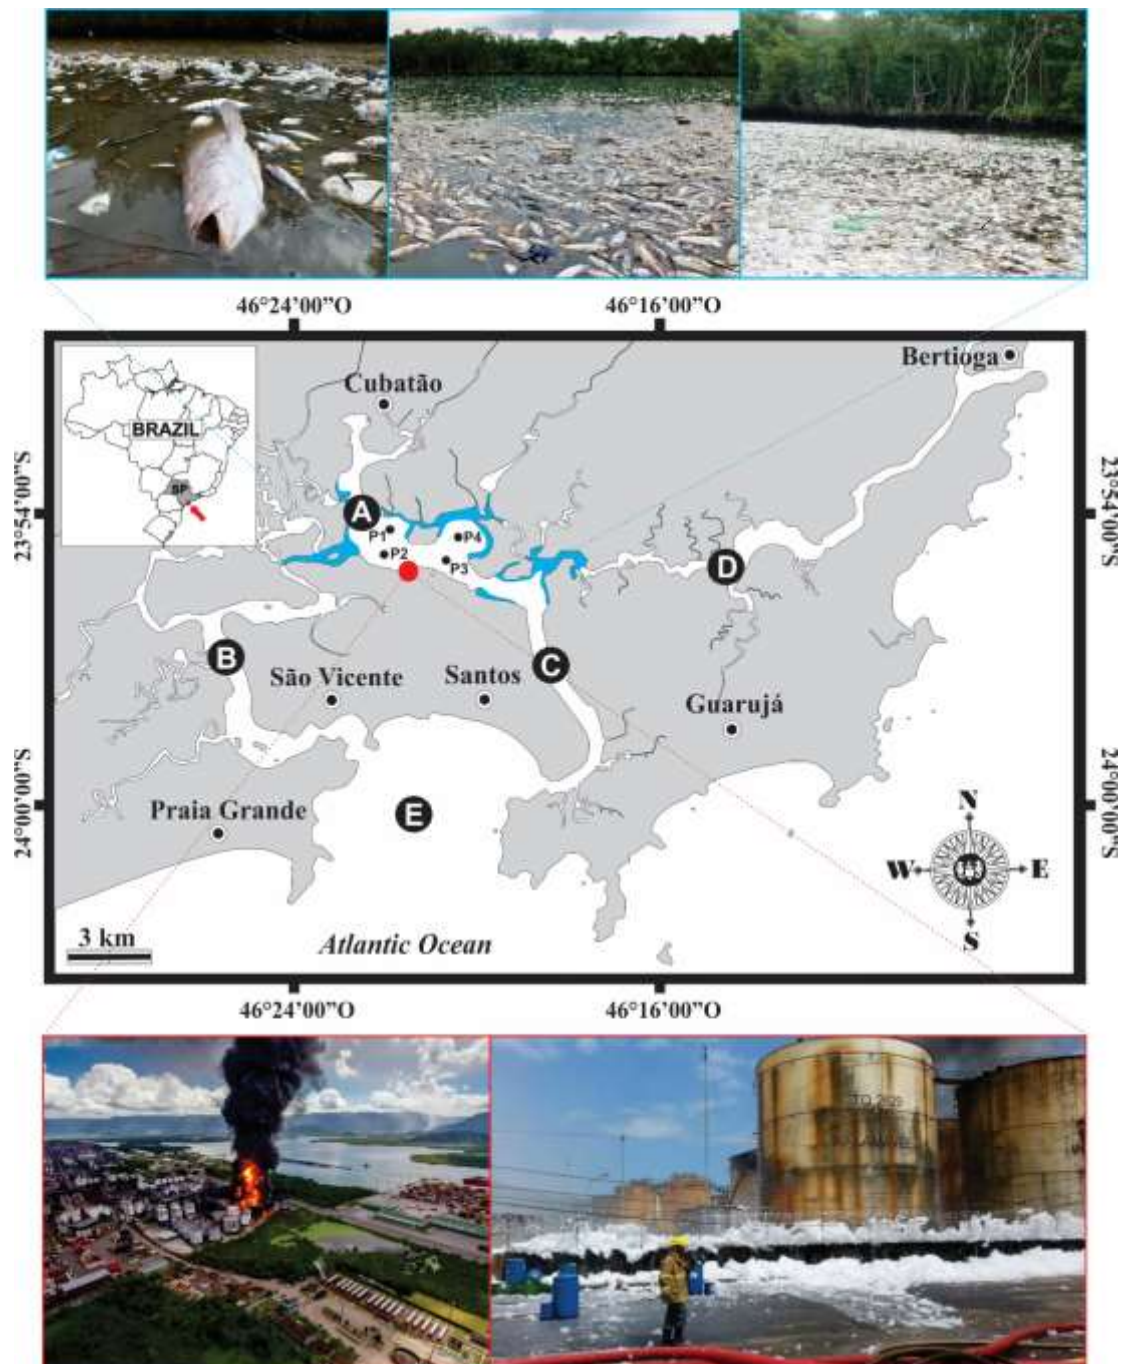 46°24'00"O
46°16'00"O
Bertioga
Cubatão
BRAZIL
SP
23°54'00"S
23°54'00"S
A
P1
P4
P2
P3
D
B
C
São Vicente
Santos
Guarujá
24°00'00"S
24°00'00"S
Praia Grande
E
N
W
E
S
3 km
Atlantic Ocean
46°24'00"O
46°16'00"O